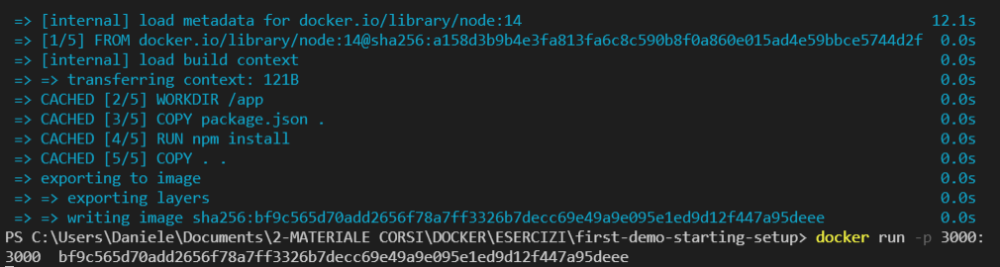 => [internal] load metadata for docker.io/library/node:14 12.1s
=> [1/5] FROM docker.io/library/node:14@sha256:a158d3b9b4e3fa813fa6c8c590b8f0a860e015ad4e59bbce5744d2f 0.0s
=> [internal] load build context 0.0s
=> => transferring context: 121B 0.0s
=> CACHED [2/5] WORKDIR /app 0.0s
=> CACHED [3/5] COPY package.json . 0.0s
=> CACHED [4/5] RUN npm install 0.0s
=> CACHED [5/5] COPY . . 0.0s
=> exporting to image 0.0s
=> => exporting layers 0.0s
=> => writing image sha256:bf9c565d70add2656f78a7ff3326b7decc69e49a9e095e1ed9d12f447a95deee 0.0s
PS C:\Users\Daniele\Documents\2-MATERIALE CORSI\DOCKER\ESERCIZI\first-demo-starting-setup> docker run -p 3000:
3000 bf9c565d70add2656f78a7ff3326b7decc69e49a9e095e1ed9d12f447a95deee